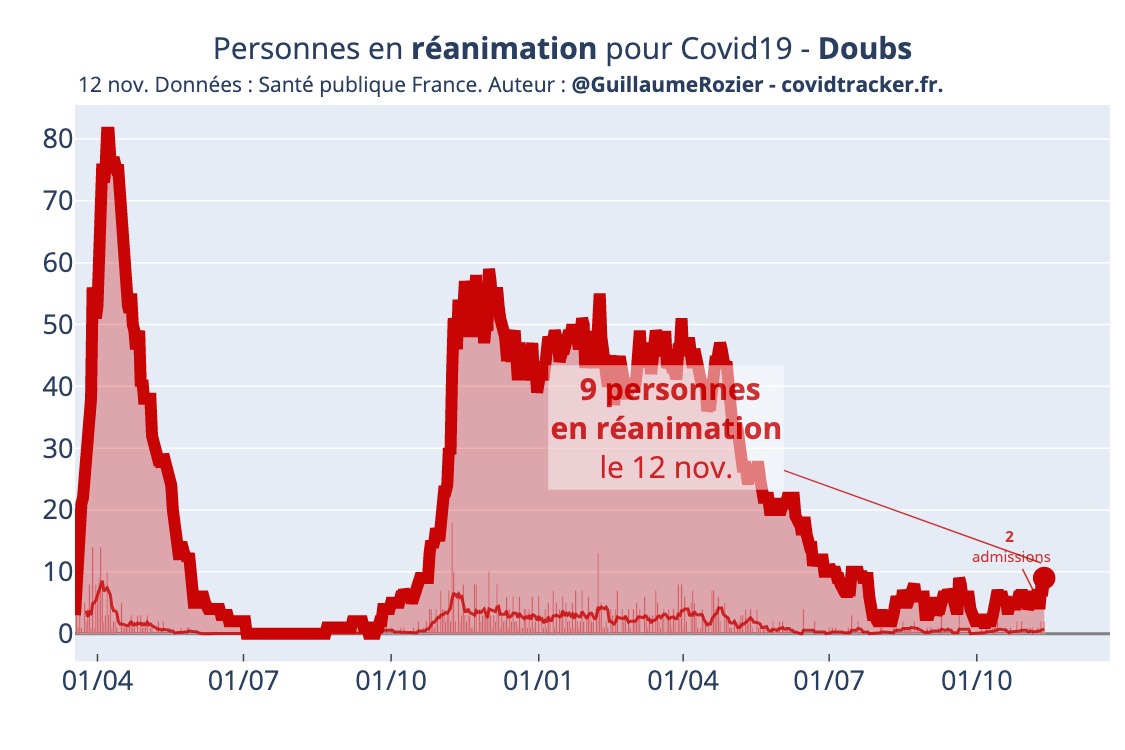 Personnes en réanimation pour Covid19 - Doubs
12 nov. Données : Santé publique France. Auteur : @GuillaumeRozier - covidtracker.fr.
80
70
60
50
40
30
20
10
0
9 personnes
en réanimation
le 12 nov.
2
admissions
01/04
01/07
01/10
01/01
01/04
01/07
01/10